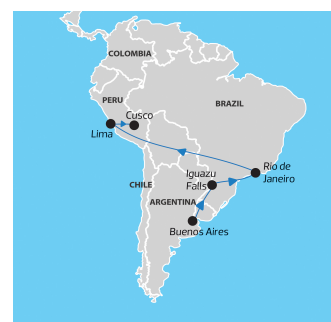 COLOMBIA
PERU
BRAZIL
Cusco
Lima
Rio de
Janeiro
Iguazu
Falls
CHILE
ARGENTINA
Buenos Aires